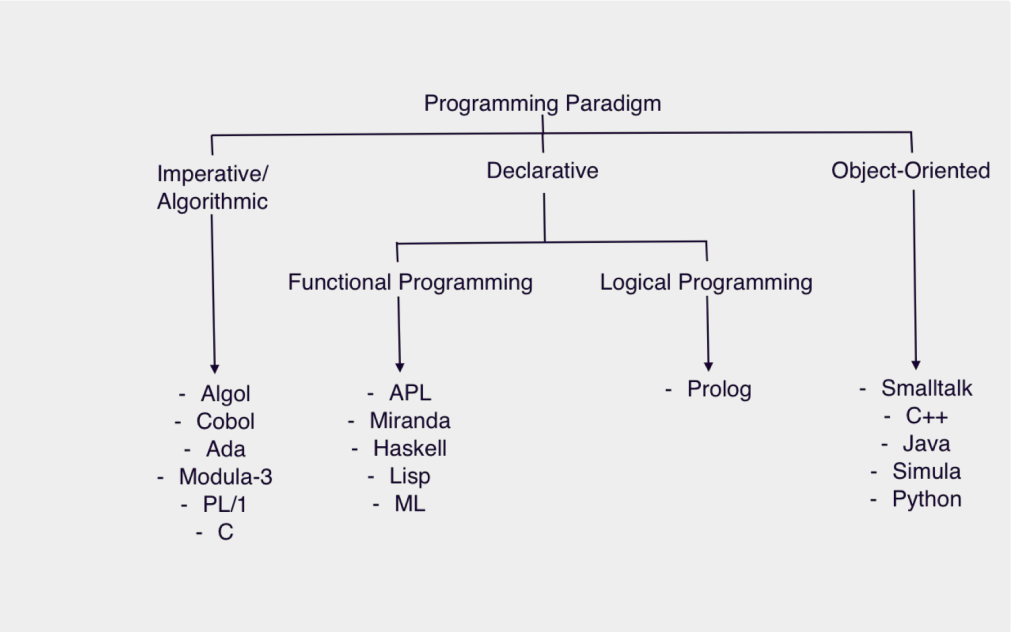 Programming Paradigm
Imperative/
Algorithmic
Declarative
Object-Oriented
Functional Programming
Logical Programming
- Algol
- Cobol
- Ada
- Modula-3
- PL/1
- C
- APL
- Miranda
- Haskell
- Lisp
- ML
- Prolog
- Smalltalk
- C++
- Java
- Simula
- Python